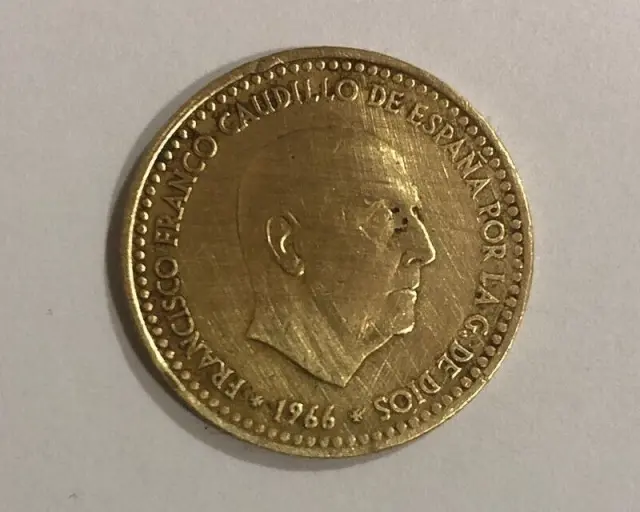 FRANCISCO FRANCO CAUDILLO DE ESPAÑA POR LA G. DE DIOS
* 1966 *